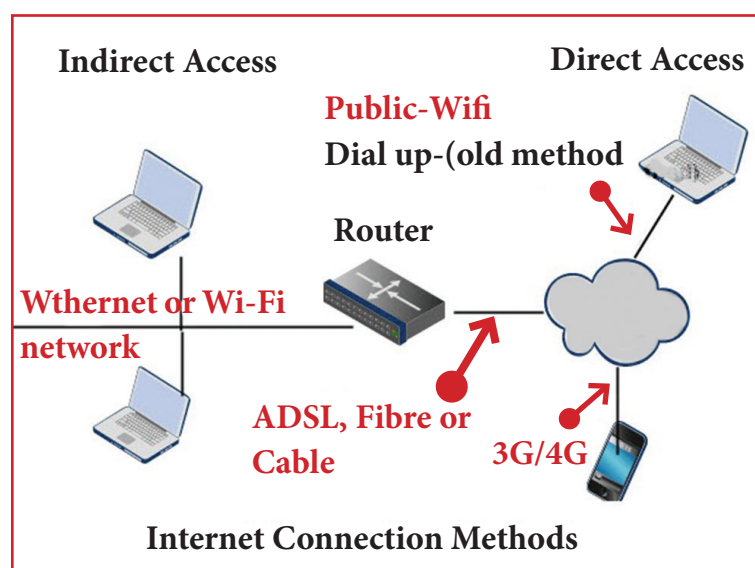 Indirect Access
Direct Access
Public-Wifi
Dial up-(old method
Router
Wthernet or Wi-Fi
network
ADSL, Fibre or
Cable
3G/4G
Internet Connection Methods